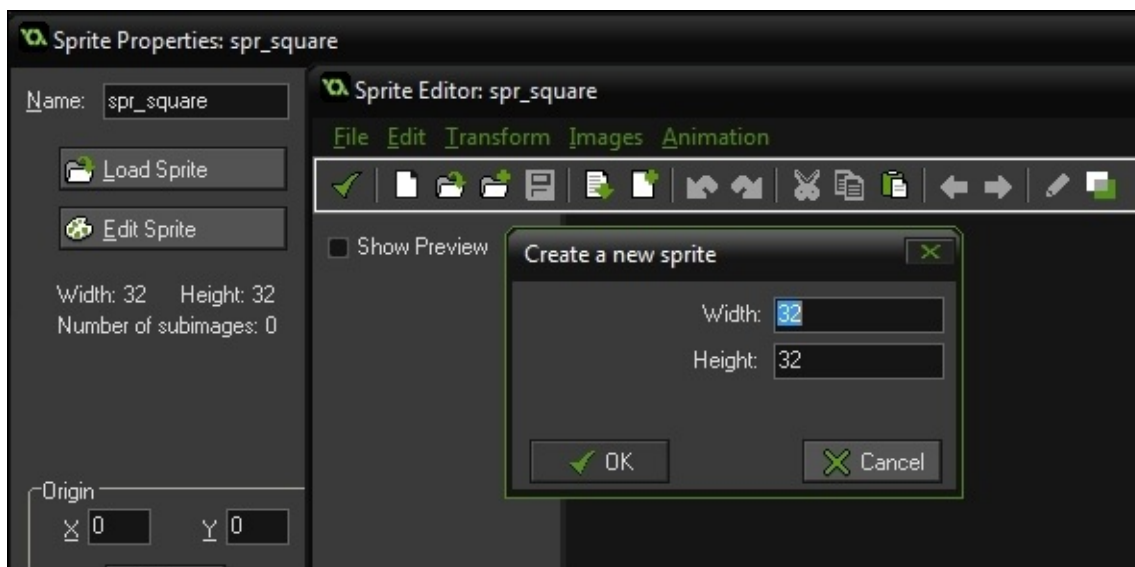 Sprite Properties: spr_square
Name: spr_square
Load Sprite
Edit Sprite
Width: 32 Height: 32
Number of subimages: 0
Origin
X 0 Y 0
Sprite Editor: spr_square
File Edit Transform Images Animation
Show Preview
Create a new sprite
Width: 32
Height: 32
OK Cancel